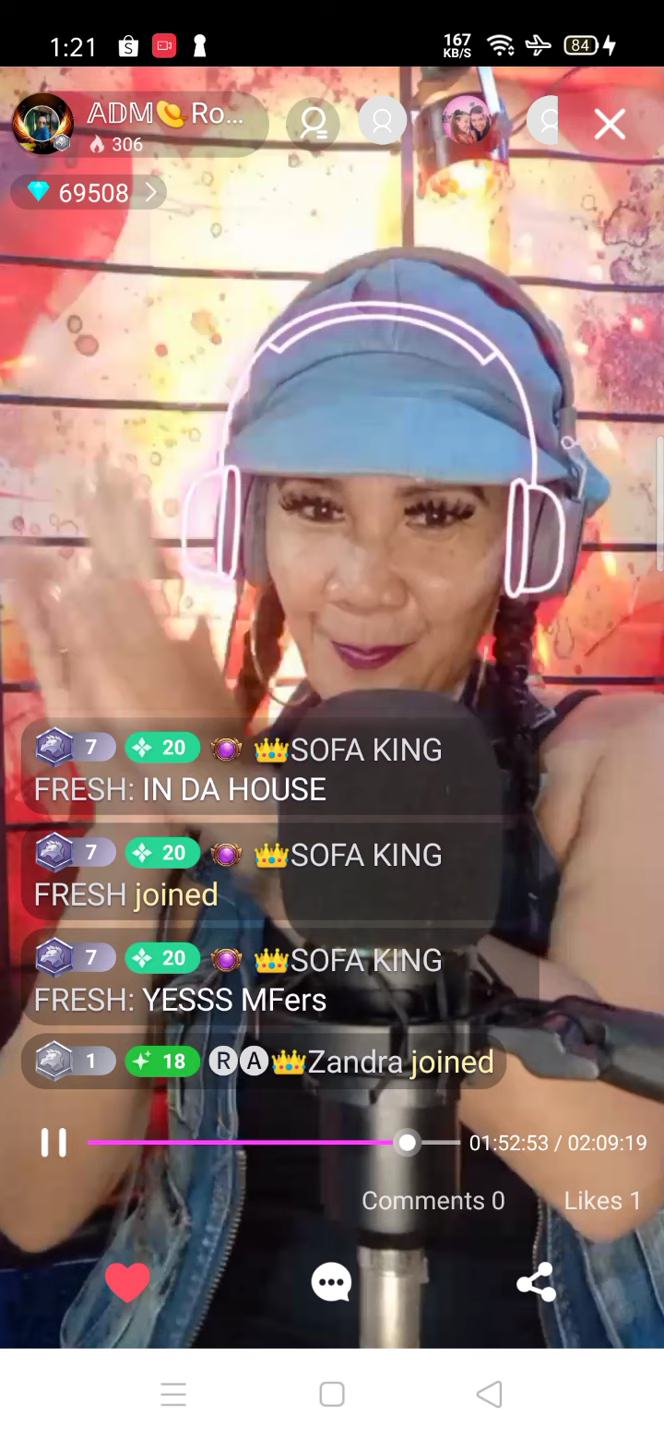 1:21
167
KB/S
84
𝔸𝔻𝕄👒Ro...
306
69508
7 20 👑SOFA KING
FRESH: IN DA HOUSE
7 20 👑SOFA KING
FRESH joined
7 20 👑SOFA KING
FRESH: YESSS MFers
1 18 🅡🅐👑Zandra joined
01:52:53 / 02:09:19
Comments 0 Likes 1